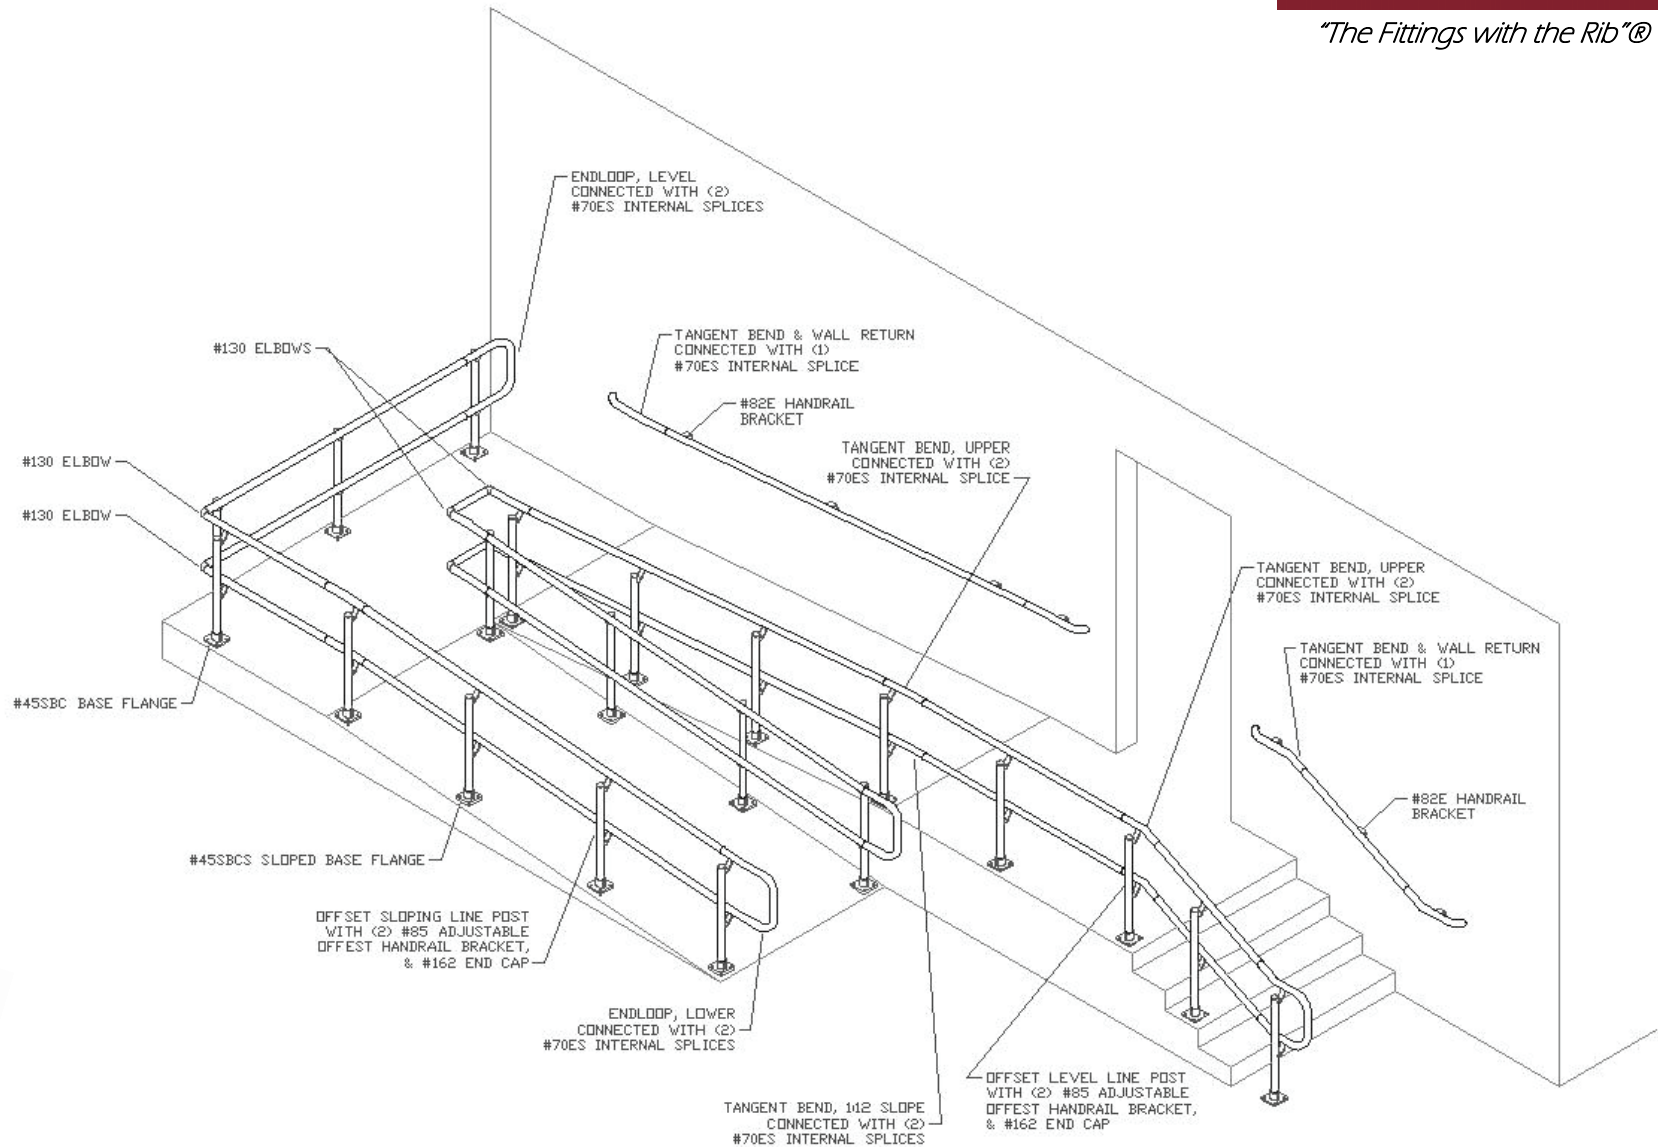 “The Fittings with the Rib”®
ENDLOOP, LEVEL
CONNECTED WITH (2)
#70ES INTERNAL SPLICES
#130 ELBOWS
TANGENT BEND & WALL RETURN
CONNECTED WITH (1)
#70ES INTERNAL SPLICE
#82E HANDRAIL
BRACKET
TANGENT BEND, UPPER
CONNECTED WITH (2)
#70ES INTERNAL SPLICE
#130 ELBOW
#130 ELBOW
TANGENT BEND, UPPER
CONNECTED WITH (2)
#70ES INTERNAL SPLICE
TANGENT BEND & WALL RETURN
CONNECTED WITH (1)
#70ES INTERNAL SPLICE
#45SBC BASE FLANGE
#82E HANDRAIL
BRACKET
#45SBCS SLOPED BASE FLANGE
OFFSET SLOPING LINE POST
WITH (2) #85 ADJUSTABLE
OFFEST HANDRAIL BRACKET,
& #162 END CAP
ENDLOOP, LOWER
CONNECTED WITH (2)
#70ES INTERNAL SPLICES
OFFSET LEVEL LINE POST
WITH (2) #85 ADJUSTABLE
OFFEST HANDRAIL BRACKET,
& #162 END CAP
TANGENT BEND, 1:12 SLOPE
CONNECTED WITH (2)
#70ES INTERNAL SPLICES